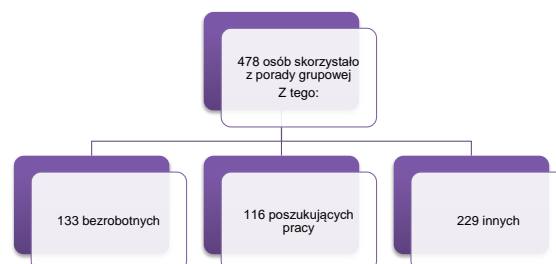 478 osób skorzystało
z porady grupowej
Z tego:
133 bezrobotnych
116 poszukujących
pracy
229 innych